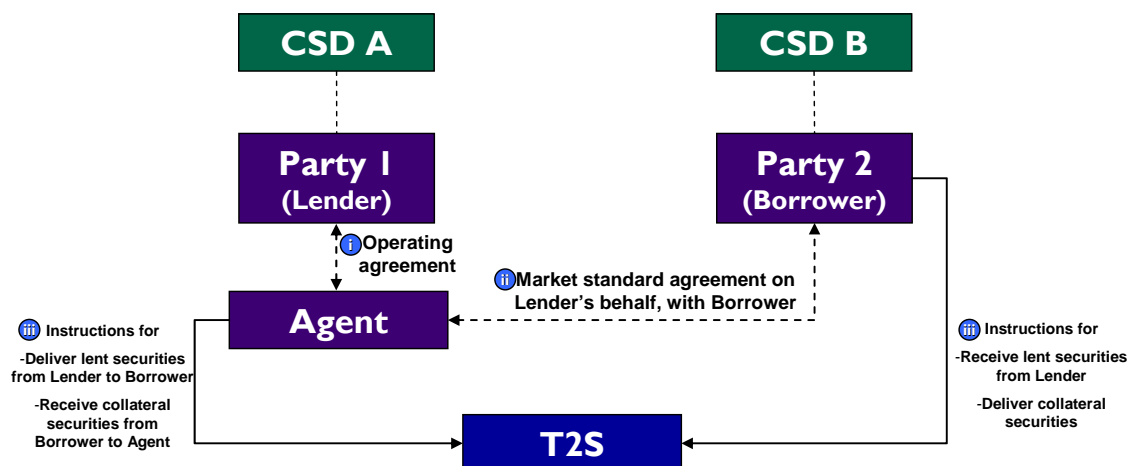 CSD A
CSD B
Party 1
(Lender)
Party 2
(Borrower)
i Operating
agreement
ii Market standard agreement on
Lender's behalf, with Borrower
Agent
iii Instructions for
-Deliver lent securities
from Lender to Borrower
-Receive collateral
securities from
Borrower to Agent
iii Instructions for
-Receive lent securities
from Lender
-Deliver collateral
securities
T2S